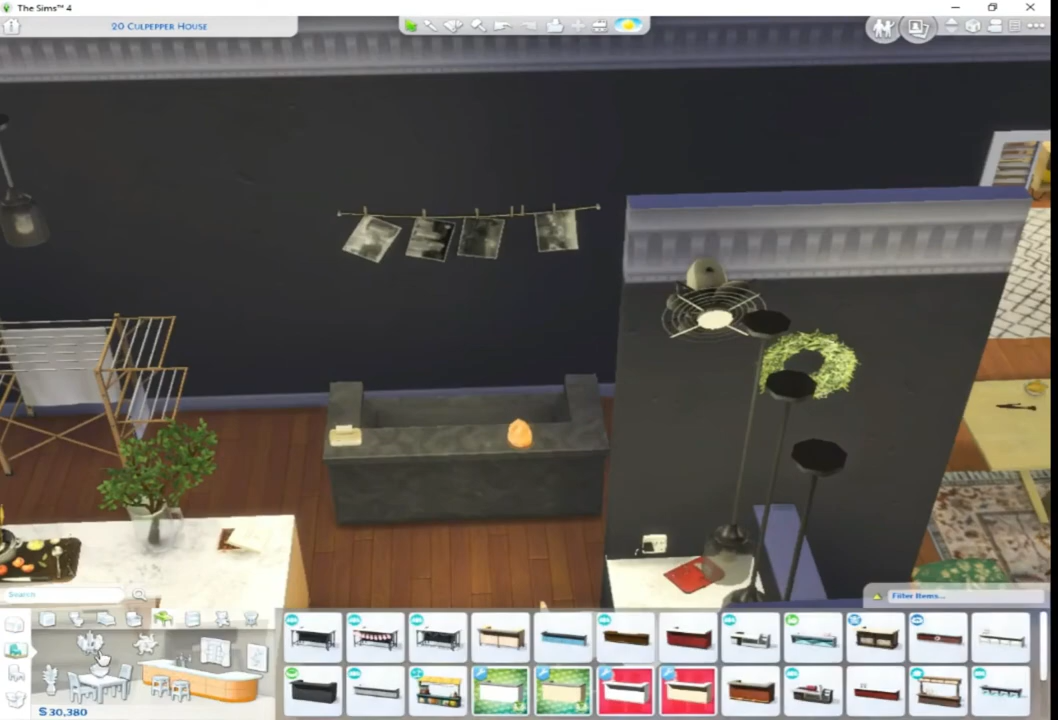 The Sims™ 4
20 Culpepper House
Search
Filter Items...
§30,380